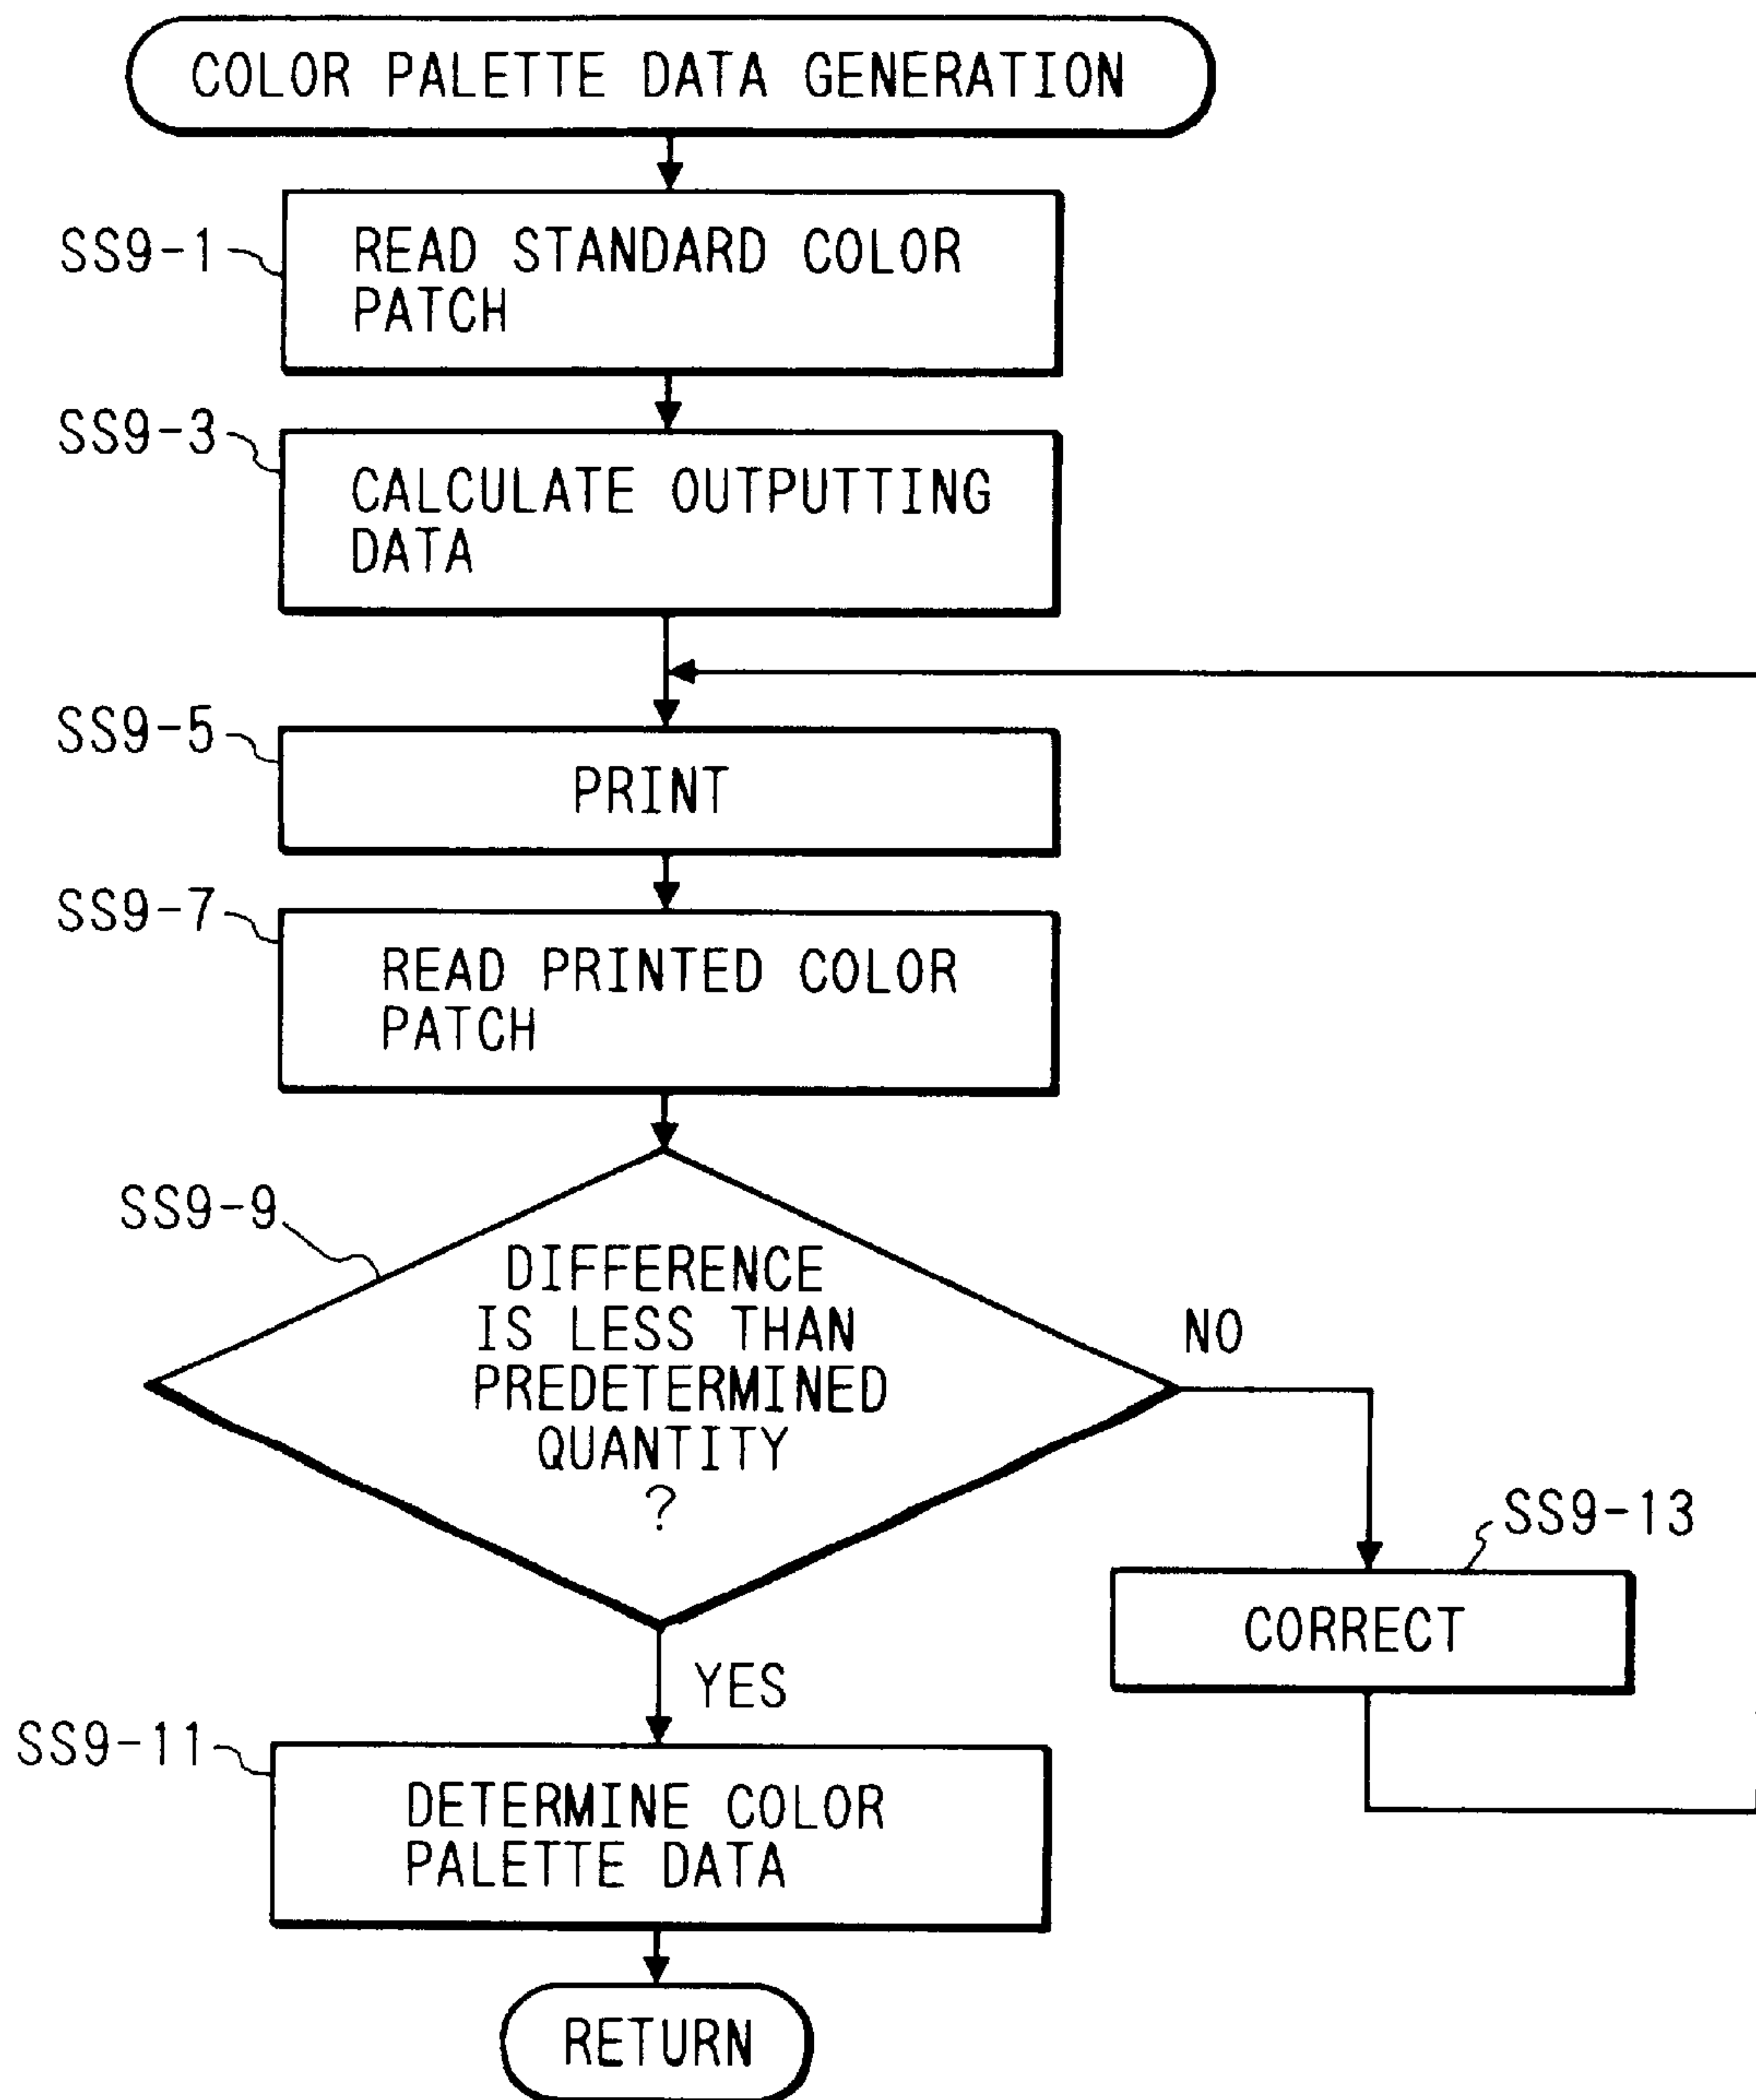 COLOR PALETTE DATA GENERATION
SS9-1
READ STANDARD COLOR
PATCH
SS9-3
CALCULATE OUTPUTTING
DATA
SS9-5
PRINT
SS9-7
READ PRINTED COLOR
PATCH
SS9-9
DIFFERENCE
IS LESS THAN
PREDETERMINED
QUANTITY
?
NO
SS9-13
CORRECT
YES
SS9-11
DETERMINE COLOR
PALETTE DATA
RETURN